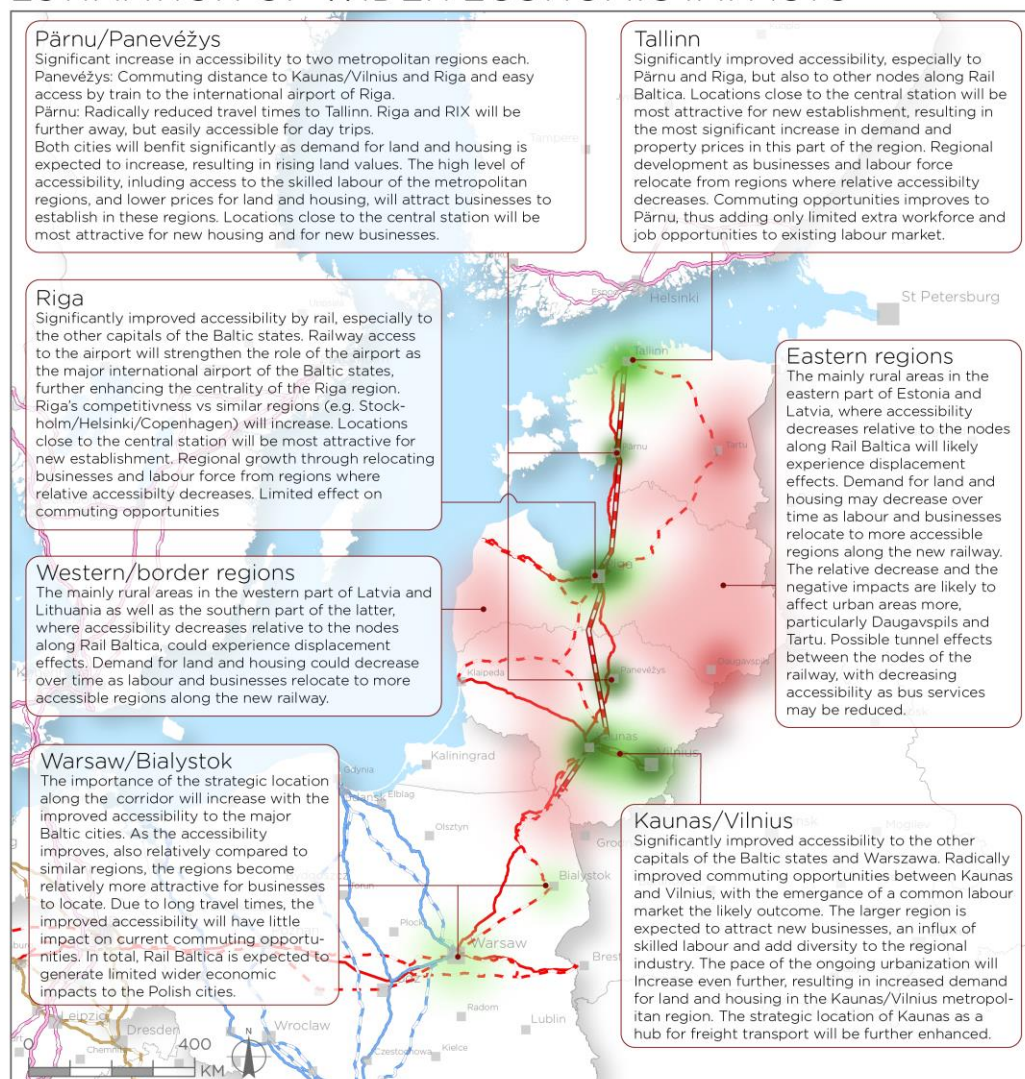 Pärnu/Panevéžys
Significant increase in accessibility to two metropolitan regions each.
Panevéžys: Commuting distance to Kaunas/Vilnius and Riga and easy
access by train to the international airport of Riga.
Pärnu: Radically reduced travel times to Tallinn. Riga and RIX will be
further away, but easily accessible for day trips.
Both cities will benfit significantly as demand for land and housing is
expected to increase, resulting in rising land values. The high level of
accessibility, inluding access to the skilled labour of the metropolitan
regions, and lower prices for land and housing, will attract businesses to
establish in these regions. Locations close to the central station will be
most attractive for new housing and for new businesses.
Tallinn
Significantly improved accessibility, especially to
Pärnu and Riga, but also to other nodes along Rail
Baltica. Locations close to the central station will be
most attractive for new establishment, resulting in
the most significant increase in demand and
property prices in this part of the region. Regional
development as businesses and labour force
relocate from regions where relative accessibilty
decreases. Commuting opportunities improves to
Pärnu, thus adding only limited extra workforce and
job opportunities to existing labour market.
Tampere
Helsinki
St Petersburg
Riga
Significantly improved accessibility by rail, especially to
the other capitals of the Baltic states. Railway access
to the airport will strengthen the role of the airport as
the major international airport of the Baltic states,
further enhancing the centrality of the Riga region.
Riga's competitivness vs similar regions (e.g. Stock-
holm/Helsinki/Copenhagen) will increase. Locations
close to the central station will be most attractive for
new establishment. Regional growth through relocating
businesses and labour force from regions where
relative accessibilty decreases. Limited effect on
commuting opportunities
Tallinn
Tartu
Eastern regions
The mainly rural areas in the
eastern part of Estonia and
Latvia, where accessibility
decreases relative to the nodes
along Rail Baltica will likely
experience displacement
effects. Demand for land and
housing may decrease over
time as labour and businesses
relocate to more accessible
regions along the new railway.
The relative decrease and the
negative impacts are likely to
affect urban areas more,
particularly Daugavspils and
Tartu. Possible tunnel effects
between the nodes of the
railway, with decreasing
accessibility as bus services
may be reduced.
Western/border regions
The mainly rural areas in the western part of Latvia and
Lithuania as well as the southern part of the latter,
where accessibility decreases relative to the nodes
along Rail Baltica, could experience displacement
effects. Demand for land and housing could decrease
over time as labour and businesses relocate to more
accessible regions along the new railway.
Klaipeda
Panevéžys
Daugavspils
Vilnius
Kaliningrad
Warsaw/Bialystok
The importance of the strategic location
along the corridor will increase with the
improved accessibility to the major
Baltic cities. As the accessibility
improves, also relatively compared to
similar regions, the regions become
relatively more attractive for businesses
to locate. Due to long travel times, the
improved accessibility will have little
impact on current commuting opportu-
nities. In total, Rail Baltica is expected to
generate limited wider economic
impacts to the Polish cities.
Gdynia
Elblag
Olsztyn
Bialystok
Plock
Warsaw
Brest
Radom
Lublin
Kaunas/Vilnius
Significantly improved accessibility to the other
capitals of the Baltic states and Warszawa. Radically
improved commuting opportunities between Kaunas
and Vilnius, with the emergence of a common labour
market the likely outcome. The larger region is
expected to attract new businesses, an influx of
skilled labour and add diversity to the regional
industry. The pace of the ongoing urbanization will
Increase even further, resulting in increased demand
for land and housing in the Kaunas/Vilnius metropol-
itan region. The strategic location of Kaunas as a
hub for freight transport will be further enhanced.
Leipzig
Dresden
Wroclaw
Kielce
Czestochowa
N
0 400
KM